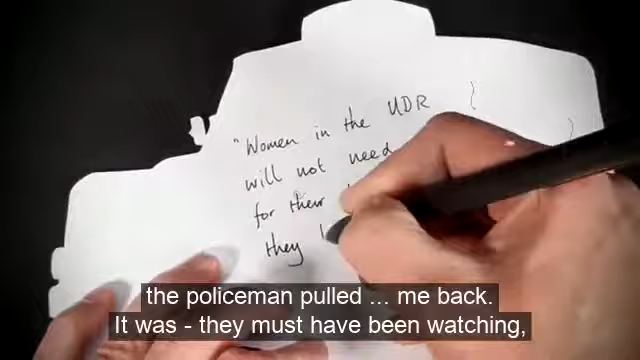 "Women in the UDR
will not need
for their
they
the policeman pulled ... me back.
It was - they must have been watching,